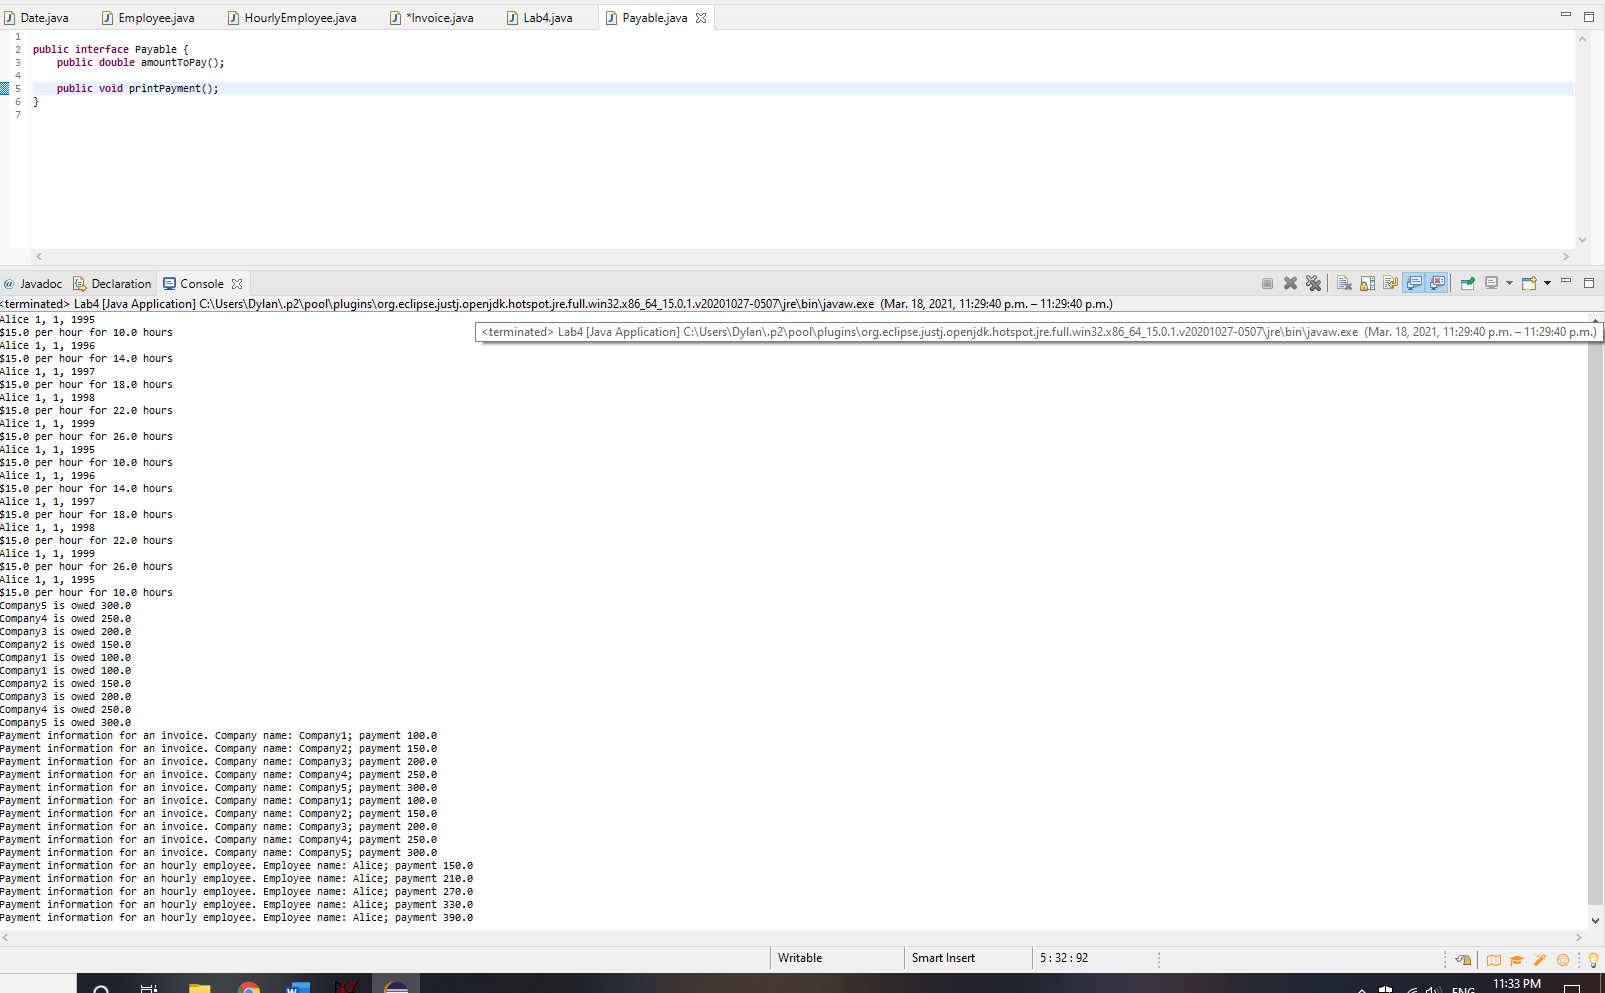 Date.java Employee.java HourlyEmployee.java *Invoice.java Lab4.java Payable.java
1
2 public interface Payable {
3 public double amountToPay();
4
5 public void printPayment();
6 }
7
@ Javadoc Declaration Console
<terminated> Lab4 [Java Application] C:\Users\Dylan\.p2\pool\plugins\org.eclipse.justj.openjdk.hotspot.jre.full.win32.x86_64_15.0.1.v20201027-0507\jre\bin\javaw.exe (Mar. 18, 2021, 11:29:40 p.m. – 11:29:40 p.m.)
Alice 1, 1, 1995
<terminated> Lab4 [Java Application] C:\Users\Dylan\.p2\pool\plugins\org.eclipse.justj.openjdk.hotspot.jre.full.win32.x86_64_15.0.1.v20201027-0507\jre\bin\javaw.exe (Mar. 18, 2021, 11:29:40 p.m. – 11:29:40 p.m.)
$15.0 per hour for 10.0 hours
Alice 1, 1, 1996
$15.0 per hour for 14.0 hours
Alice 1, 1, 1997
$15.0 per hour for 18.0 hours
Alice 1, 1, 1998
$15.0 per hour for 22.0 hours
Alice 1, 1, 1999
$15.0 per hour for 26.0 hours
Alice 1, 1, 1995
$15.0 per hour for 10.0 hours
Alice 1, 1, 1996
$15.0 per hour for 14.0 hours
Alice 1, 1, 1997
$15.0 per hour for 18.0 hours
Alice 1, 1, 1998
$15.0 per hour for 22.0 hours
Alice 1, 1, 1999
$15.0 per hour for 26.0 hours
Alice 1, 1, 1995
$15.0 per hour for 10.0 hours
Company5 is owed 300.0
Company4 is owed 250.0
Company3 is owed 200.0
Company2 is owed 150.0
Company1 is owed 100.0
Company1 is owed 100.0
Company2 is owed 150.0
Company3 is owed 200.0
Company4 is owed 250.0
Company5 is owed 300.0
Payment information for an invoice. Company name: Company1; payment 100.0
Payment information for an invoice. Company name: Company2; payment 150.0
Payment information for an invoice. Company name: Company3; payment 200.0
Payment information for an invoice. Company name: Company4; payment 250.0
Payment information for an invoice. Company name: Company5; payment 300.0
Payment information for an invoice. Company name: Company1; payment 100.0
Payment information for an invoice. Company name: Company2; payment 150.0
Payment information for an invoice. Company name: Company3; payment 200.0
Payment information for an invoice. Company name: Company4; payment 250.0
Payment information for an invoice. Company name: Company5; payment 300.0
Payment information for an hourly employee. Employee name: Alice; payment 150.0
Payment information for an hourly employee. Employee name: Alice; payment 210.0
Payment information for an hourly employee. Employee name: Alice; payment 270.0
Payment information for an hourly employee. Employee name: Alice; payment 330.0
Payment information for an hourly employee. Employee name: Alice; payment 390.0
Writable Smart Insert 5 : 32 : 92
ENG 11:33 PM